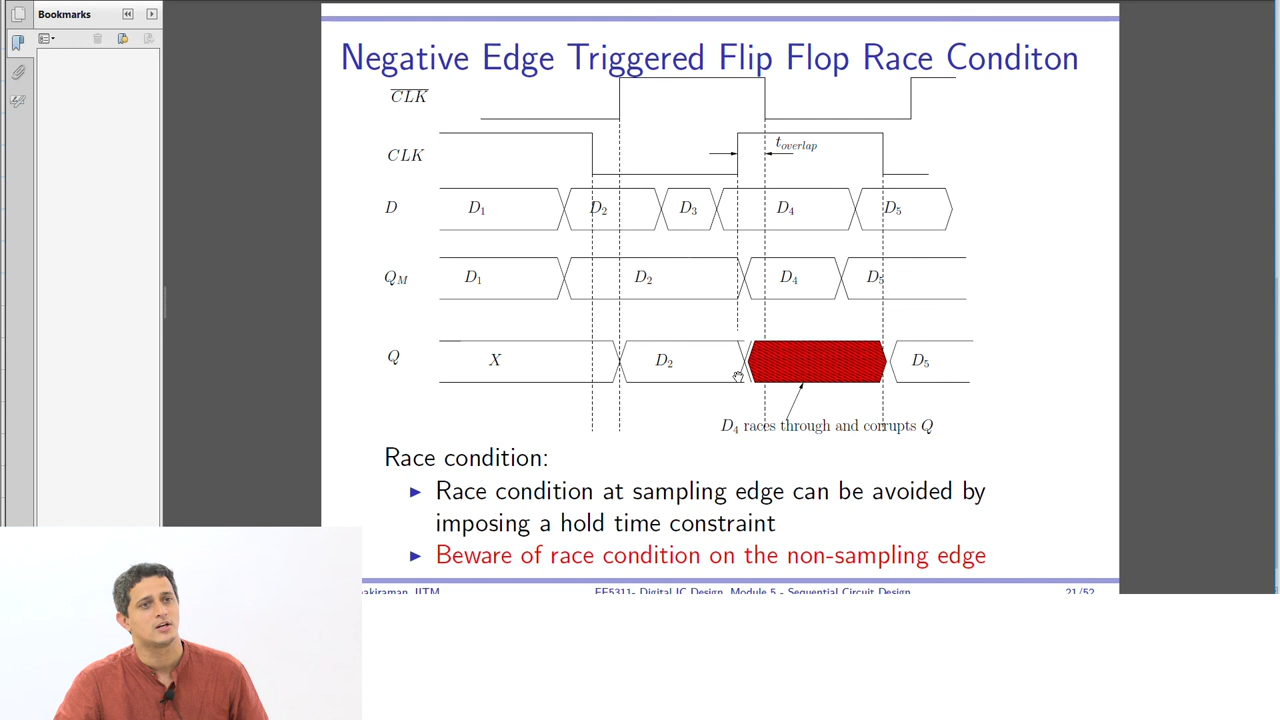 Bookmarks
Negative Edge Triggered Flip Flop Race Conditon
CLK
CLK
t_overlap
D D1 D2 D3 D4 D5
QM D1 D2 D4 D5
Q X D2 D5
D4 races through and corrupts Q
Race condition:
Race condition at sampling edge can be avoided by
imposing a hold time constraint
Beware of race condition on the non-sampling edge
akiraman, IITM EE5311- Digital IC Design, Module 5 - Sequential Circuit Design 21/52